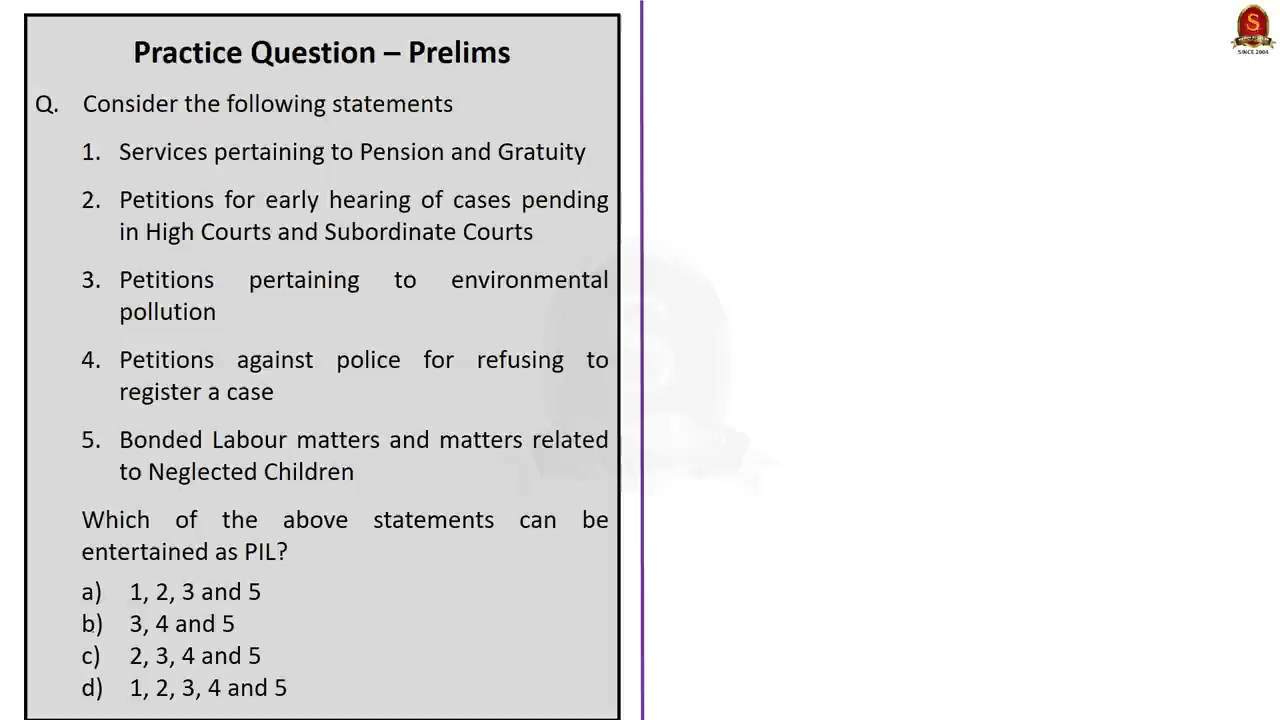 Practice Question – Prelims
Q. Consider the following statements
1. Services pertaining to Pension and Gratuity
2. Petitions for early hearing of cases pending
in High Courts and Subordinate Courts
3. Petitions pertaining to environmental
pollution
4. Petitions against police for refusing to
register a case
5. Bonded Labour matters and matters related
to Neglected Children
Which of the above statements can be
entertained as PIL?
a) 1, 2, 3 and 5
b) 3, 4 and 5
c) 2, 3, 4 and 5
d) 1, 2, 3, 4 and 5
S
SINCE 2004